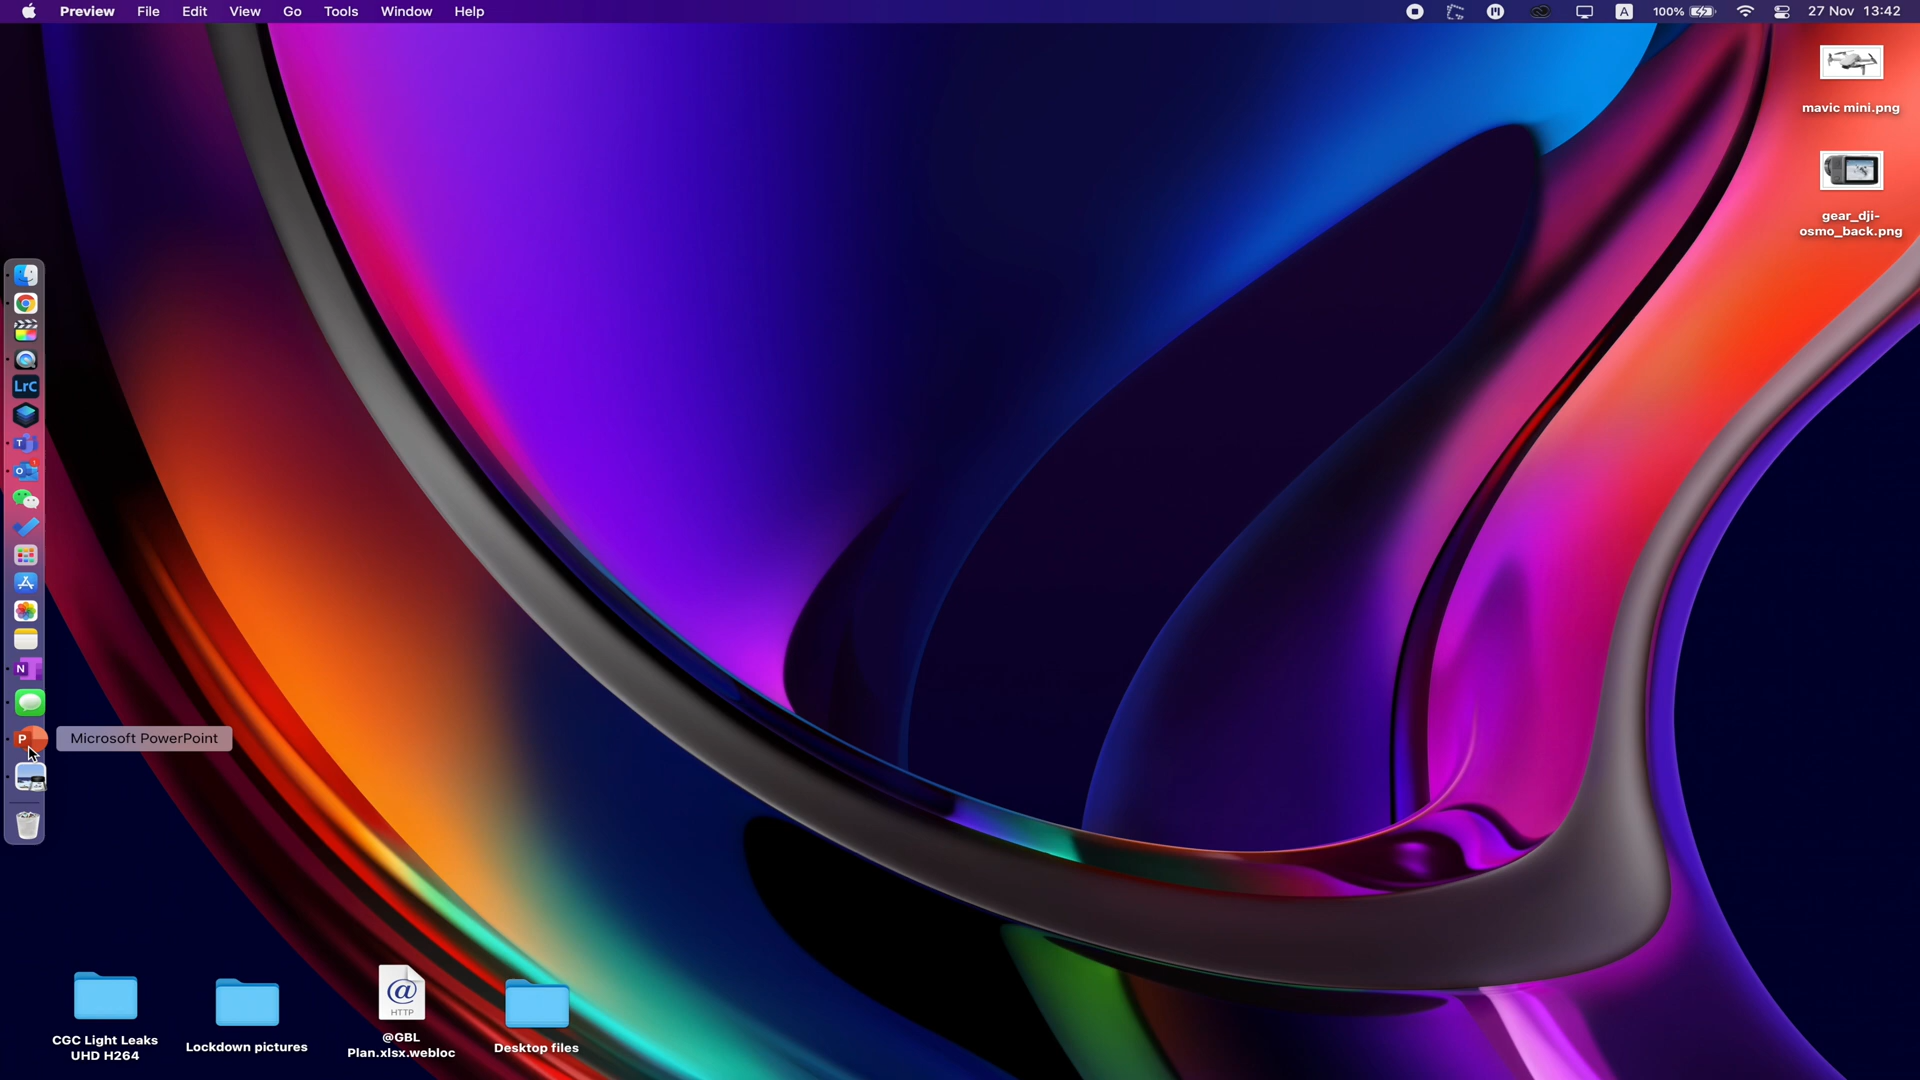 Preview File Edit View Go Tools Window Help A 100% 27 Nov 13:42
mavic mini.png
gear_dji-
osmo_back.png
LrC
T
O
N
P
Microsoft PowerPoint
@
HTTP
CGC Light Leaks
UHD H264
Lockdown pictures
@GBL
Plan.xlsx.webloc
Desktop files